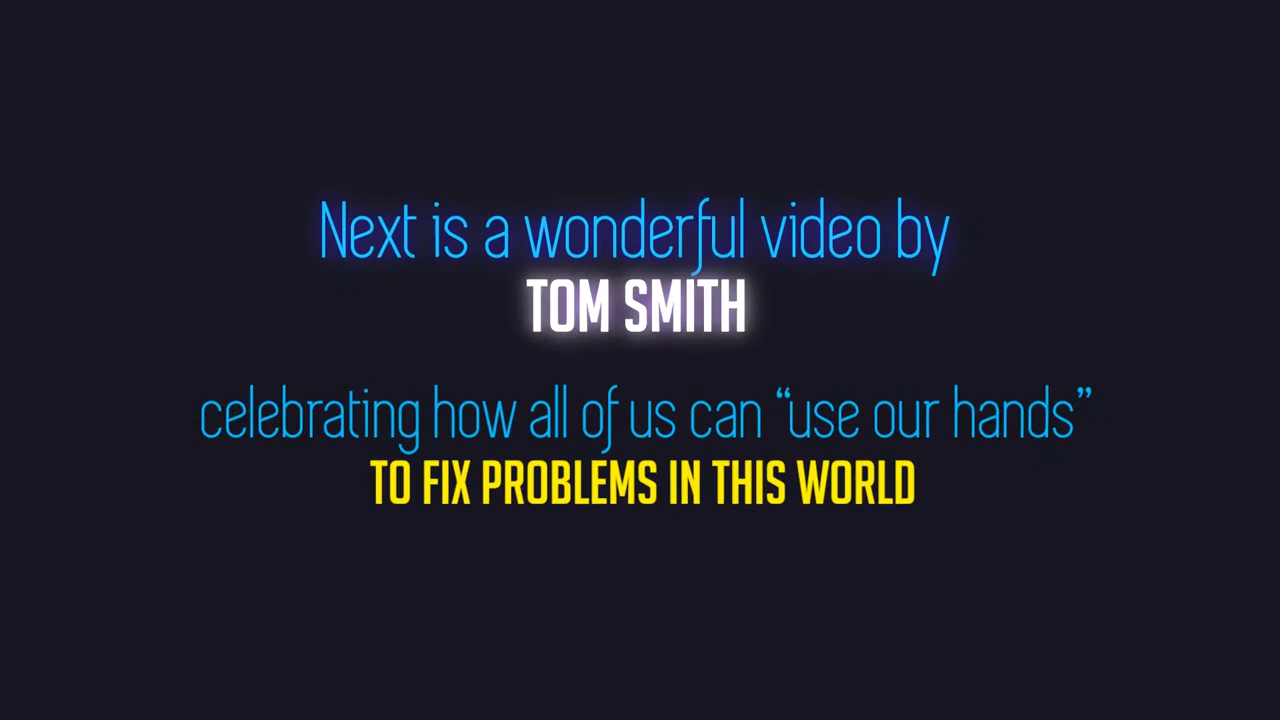 Next is a wonderful video by
TOM SMITH
celebrating how all of us can “use our hands”
TO FIX PROBLEMS IN THIS WORLD